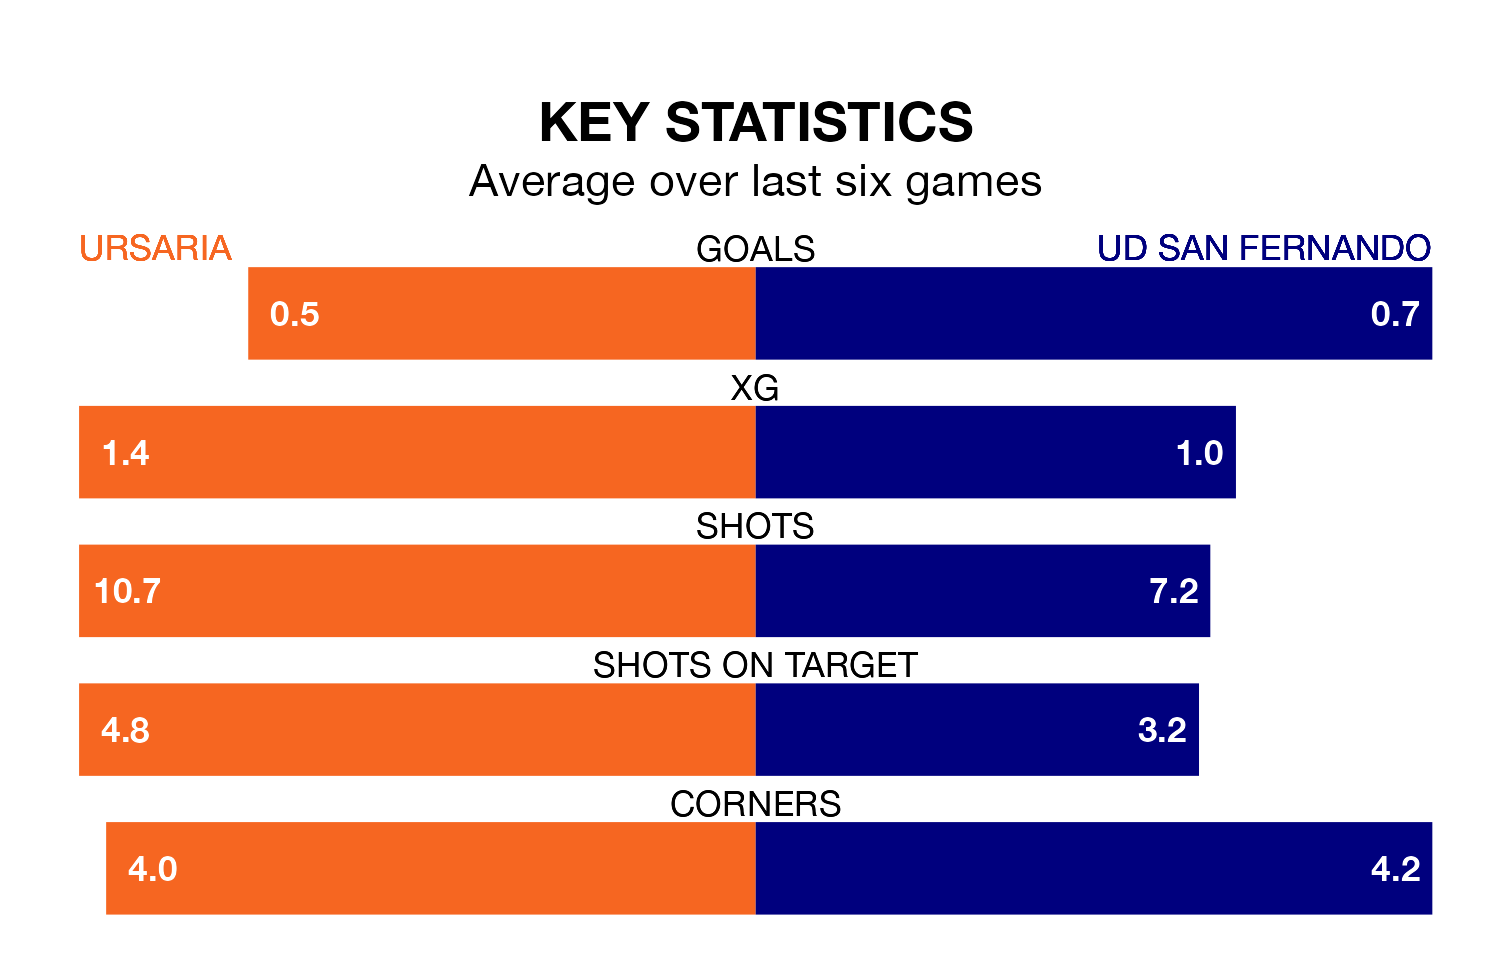 KEY STATISTICS
Average over last six games
URSARIA GOALS UD SAN FERNANDO
0.5 0.7
XG
1.4 1.0
SHOTS
10.7 7.2
SHOTS ON TARGET
4.8 3.2
CORNERS
4.0 4.2